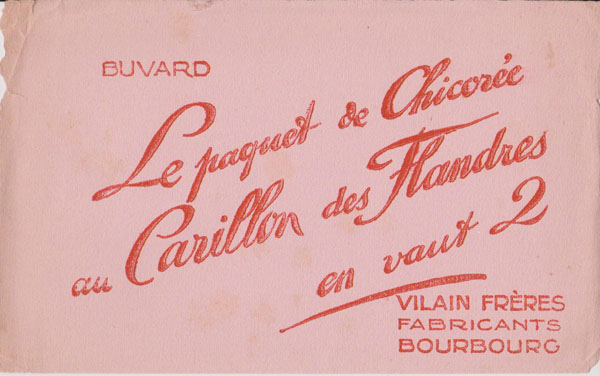 BUVARD
Le paquet de Chicorée
au Carillon des Flandres
en vaut 2
VILAIN FRÈRES
FABRICANTS
BOURBOURG